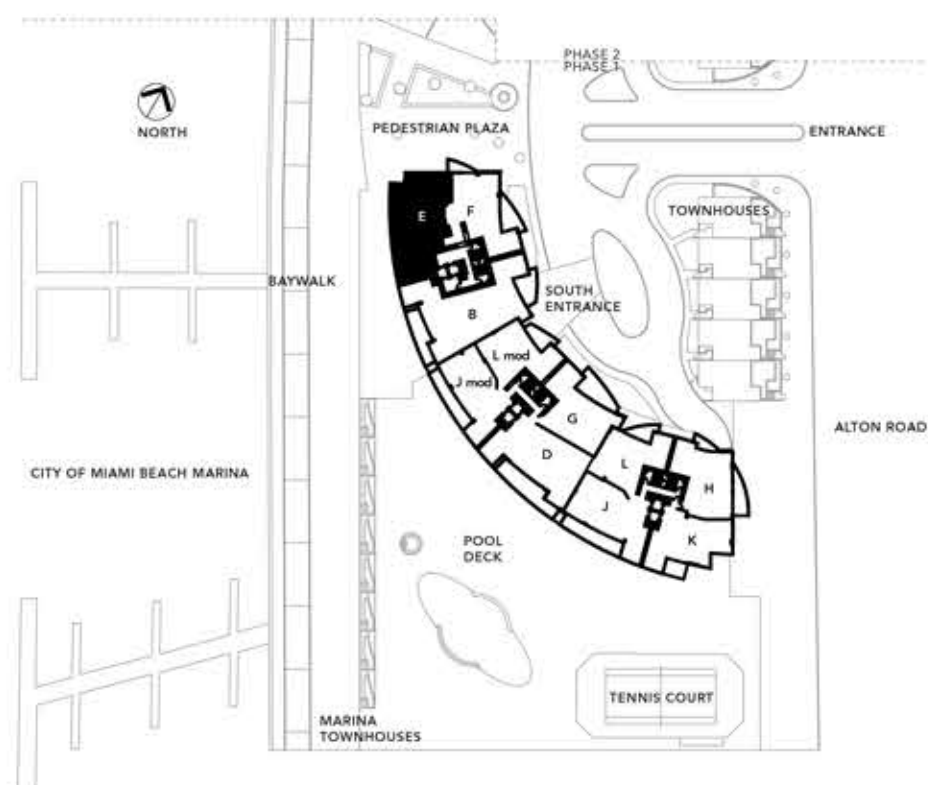 PHASE 2
PHASE 1
NORTH
PEDESTRIAN PLAZA
ENTRANCE
E
F
TOWNHOUSES
BAYWALK
SOUTH
ENTRANCE
B
L mod
J mod
G
ALTON ROAD
D
L
H
CITY OF MIAMI BEACH MARINA
J
K
POOL
DECK
TENNIS COURT
MARINA
TOWNHOUSES